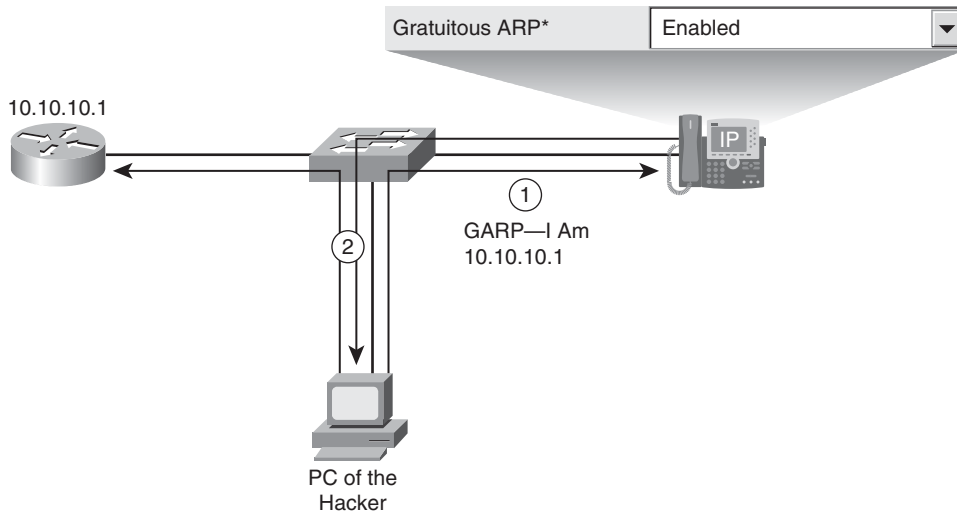 Gratuitous ARP* Enabled
10.10.10.1
IP
1
GARP—I Am
10.10.10.1
2
PC of the
Hacker